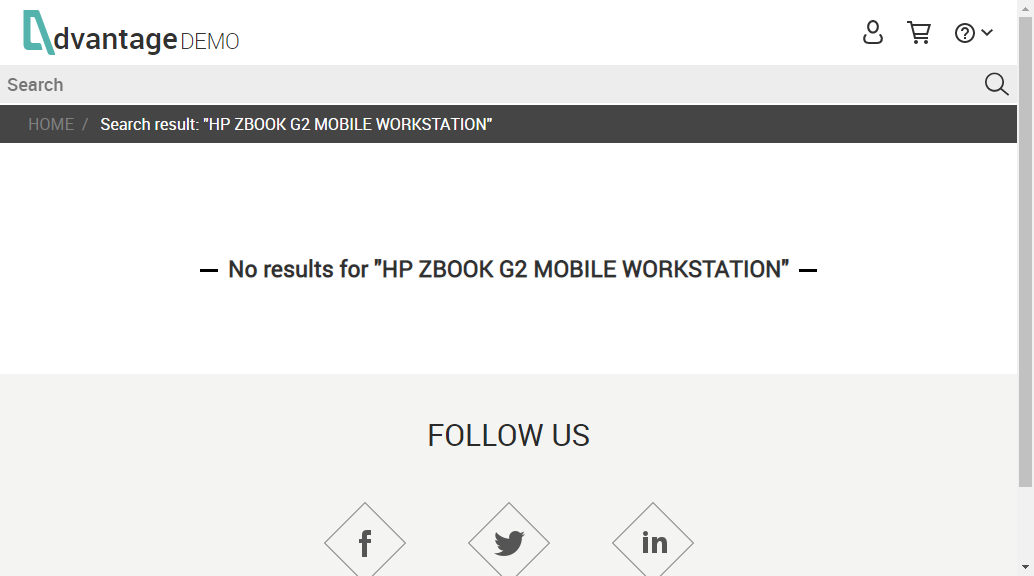 dvantage DEMO
Search
HOME / Search result: "HP ZBOOK G2 MOBILE WORKSTATION"
No results for "HP ZBOOK G2 MOBILE WORKSTATION"
FOLLOW US
f
in